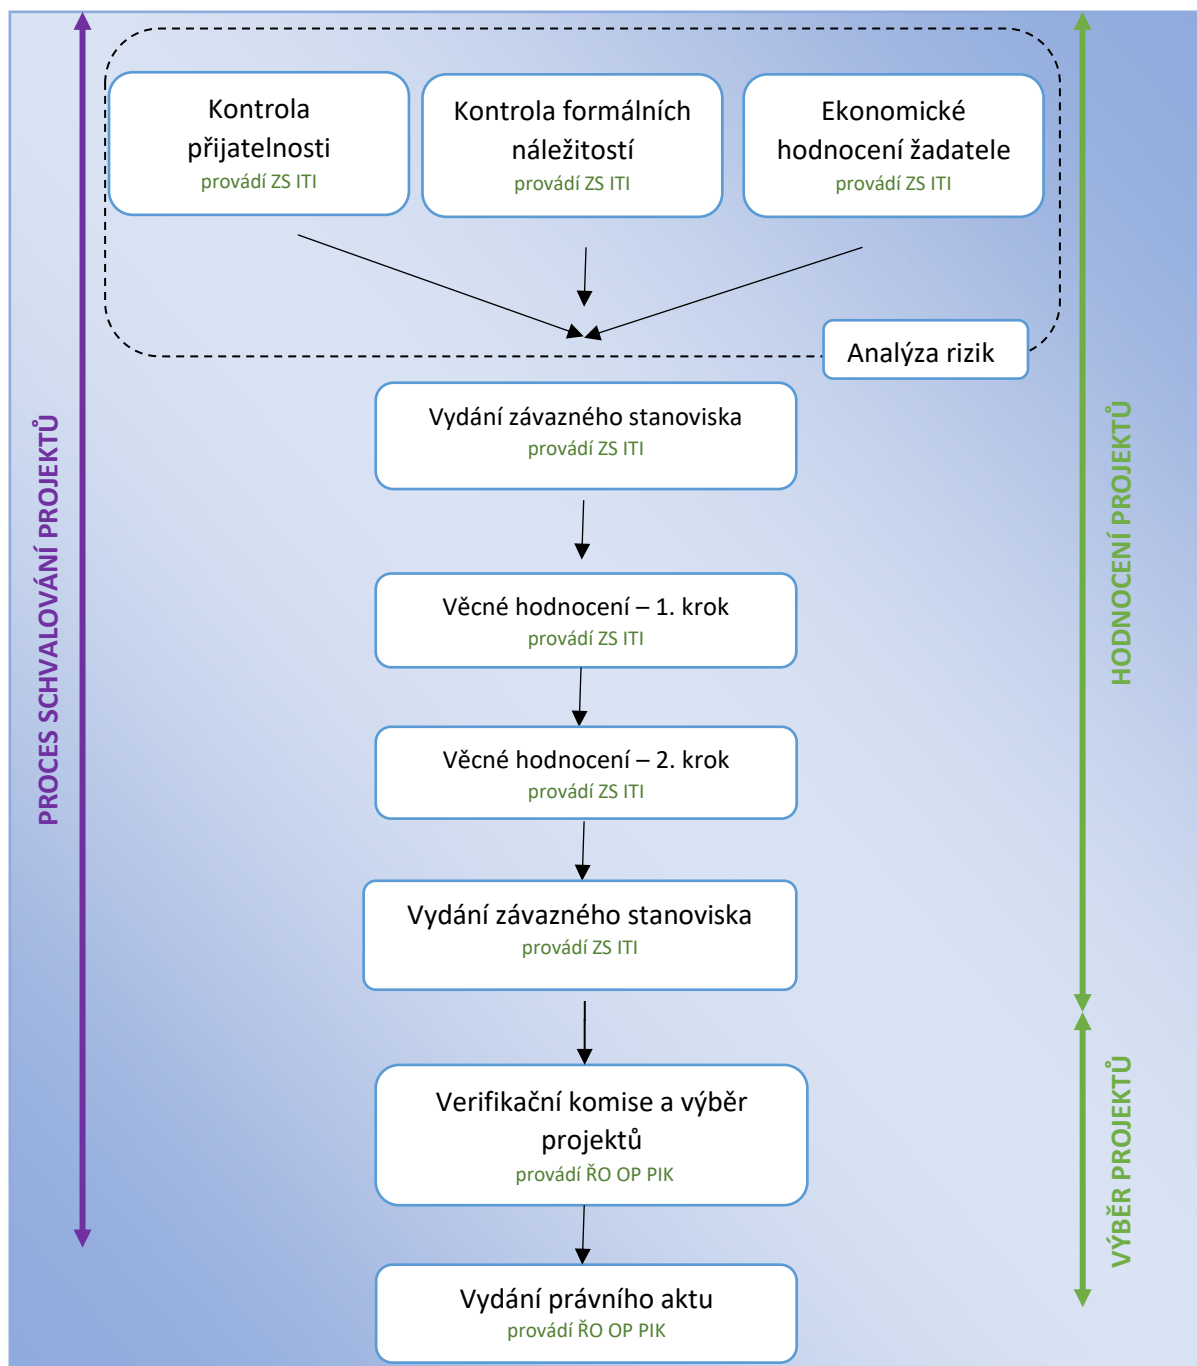 Kontrola
přijatelnosti
provádí ZS ITI
Kontrola formálních
náležitostí
provádí ZS ITI
Ekonomické
hodnocení žadatele
provádí ZS ITI
Analýza rizik
Vydání závazného stanoviska
provádí ZS ITI
Věcné hodnocení – 1. krok
provádí ZS ITI
Věcné hodnocení – 2. krok
provádí ZS ITI
Vydání závazného stanoviska
provádí ZS ITI
Verifikační komise a výběr
projektů
provádí ŘO OP PIK
Vydání právního aktu
provádí ŘO OP PIK
PROCES SCHVALOVÁNÍ PROJEKTŮ
HODNOCENÍ PROJEKTŮ
VÝBĚR PROJEKTŮ